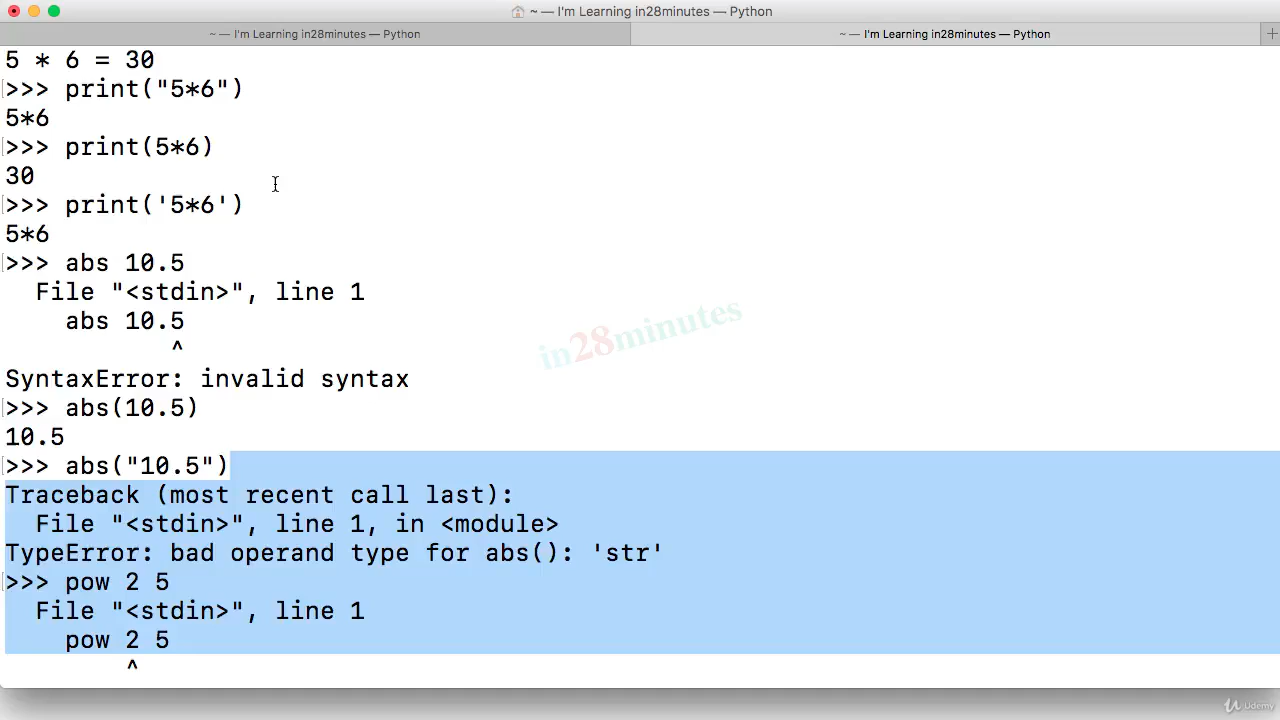 ~ — I'm Learning in28minutes — Python
~ — I'm Learning in28minutes — Python
~ — I'm Learning in28minutes — Python
5 * 6 = 30
>>> print("5*6")
5*6
>>> print(5*6)
30
>>> print('5*6')
5*6
>>> abs 10.5
  File "<stdin>", line 1
    abs 10.5
           ^
SyntaxError: invalid syntax
>>> abs(10.5)
10.5
>>> abs("10.5")
Traceback (most recent call last):
  File "<stdin>", line 1, in <module>
TypeError: bad operand type for abs(): 'str'
>>> pow 2 5
  File "<stdin>", line 1
    pow 2 5
        ^
in28minutes
Udemy